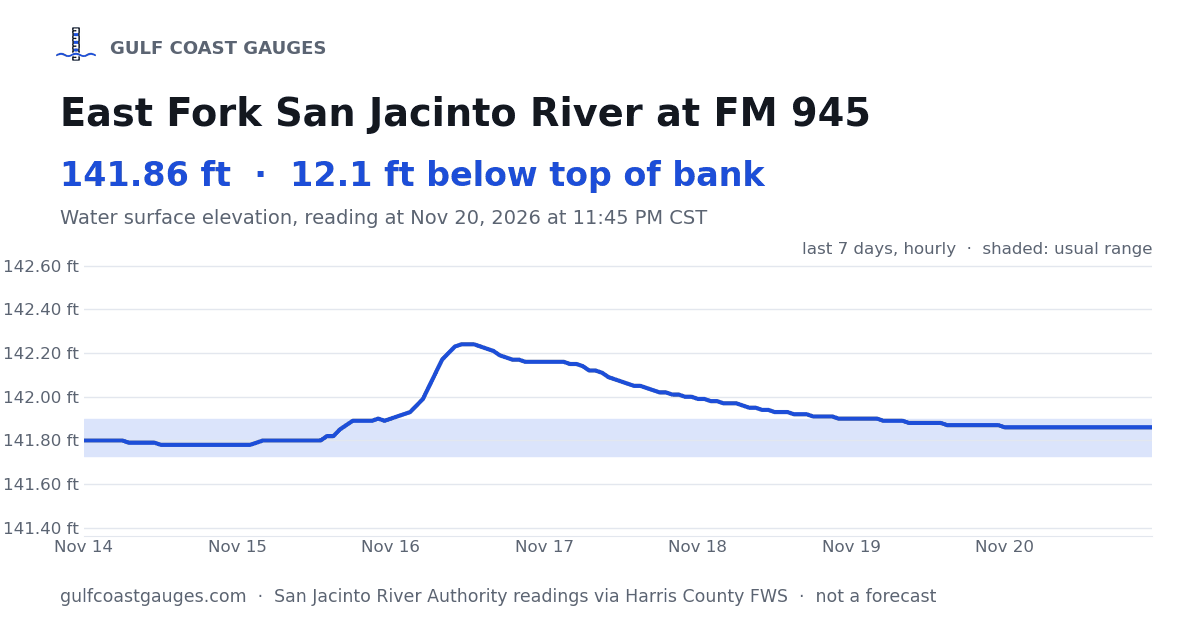 GULF COAST GAUGES
East Fork San Jacinto River at FM 945
141.86 ft · 12.1 ft below top of bank
Water surface elevation, reading at Nov 20, 2026 at 11:45 PM CST
last 7 days, hourly · shaded: usual range
142.60 ft
142.40 ft
142.20 ft
142.00 ft
141.80 ft
141.60 ft
141.40 ft
Nov 14 Nov 15 Nov 16 Nov 17 Nov 18 Nov 19 Nov 20
gulfcoastgauges.com · San Jacinto River Authority readings via Harris County FWS · not a forecast